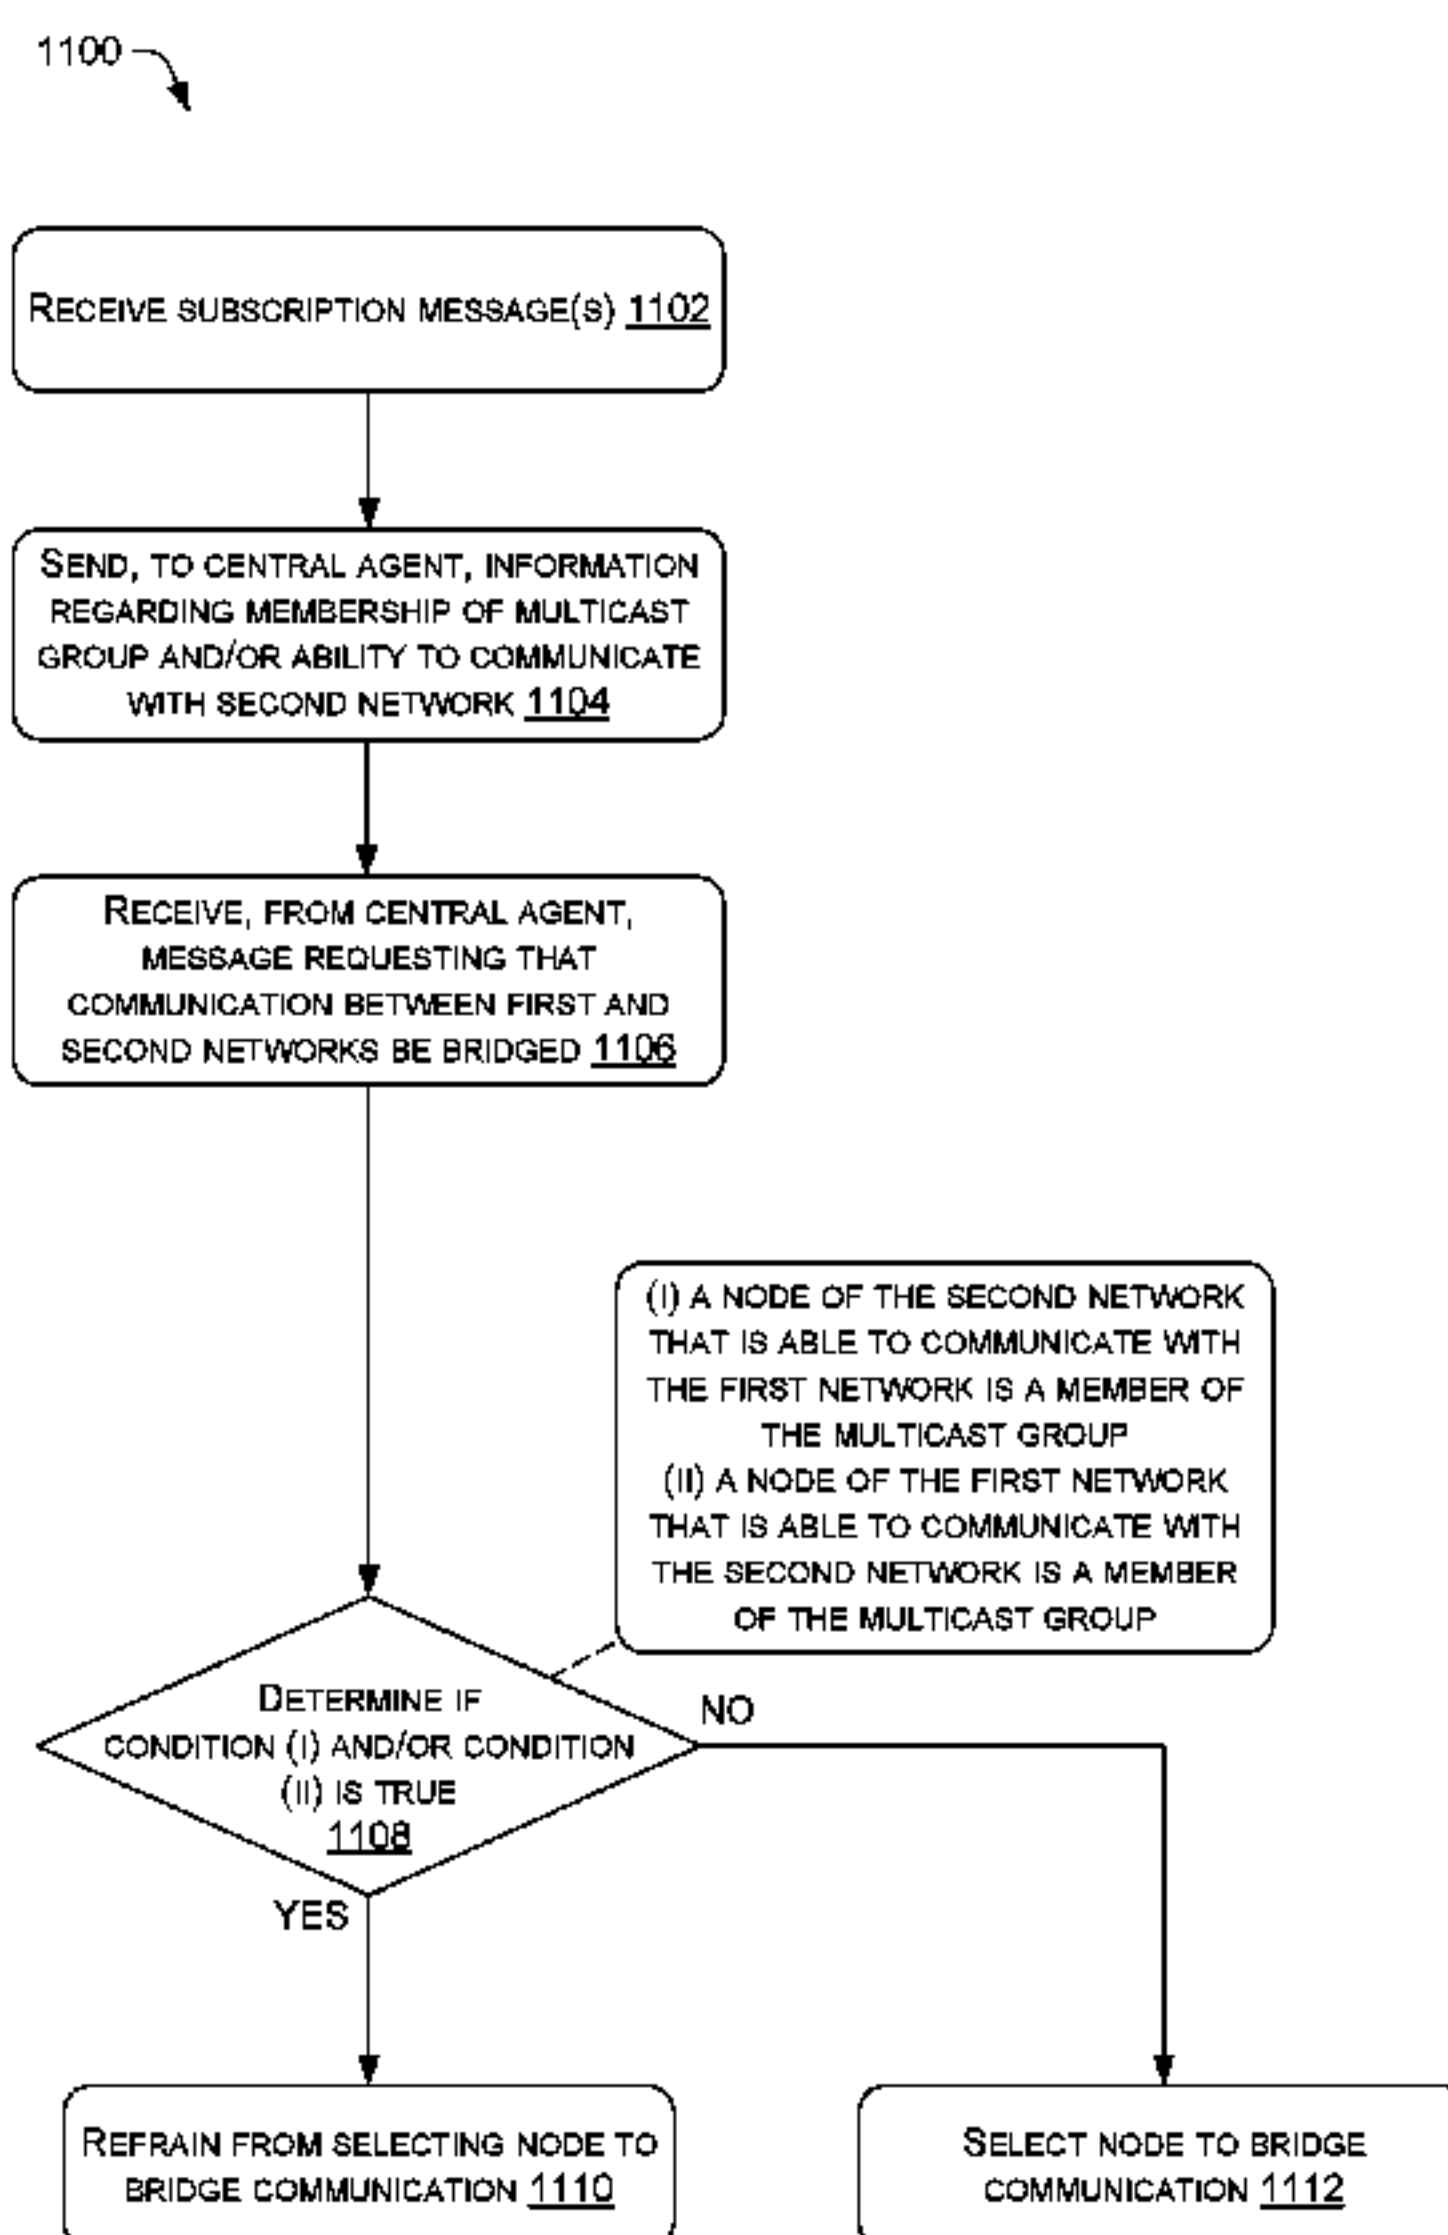 1100
RECEIVE SUBSCRIPTION MESSAGE(S) 1102
SEND, TO CENTRAL AGENT, INFORMATION
REGARDING MEMBERSHIP OF MULTICAST
GROUP AND/OR ABILITY TO COMMUNICATE
WITH SECOND NETWORK 1104
RECEIVE, FROM CENTRAL AGENT,
MESSAGE REQUESTING THAT
COMMUNICATION BETWEEN FIRST AND
SECOND NETWORKS BE BRIDGED 1106
(I) A NODE OF THE SECOND NETWORK
THAT IS ABLE TO COMMUNICATE WITH
THE FIRST NETWORK IS A MEMBER OF
THE MULTICAST GROUP
(II) A NODE OF THE FIRST NETWORK
THAT IS ABLE TO COMMUNICATE WITH
THE SECOND NETWORK IS A MEMBER
OF THE MULTICAST GROUP
DETERMINE IF
CONDITION (I) AND/OR CONDITION
(II) IS TRUE
1108
NO
YES
REFRAIN FROM SELECTING NODE TO
BRIDGE COMMUNICATION 1110
SELECT NODE TO BRIDGE
COMMUNICATION 1112